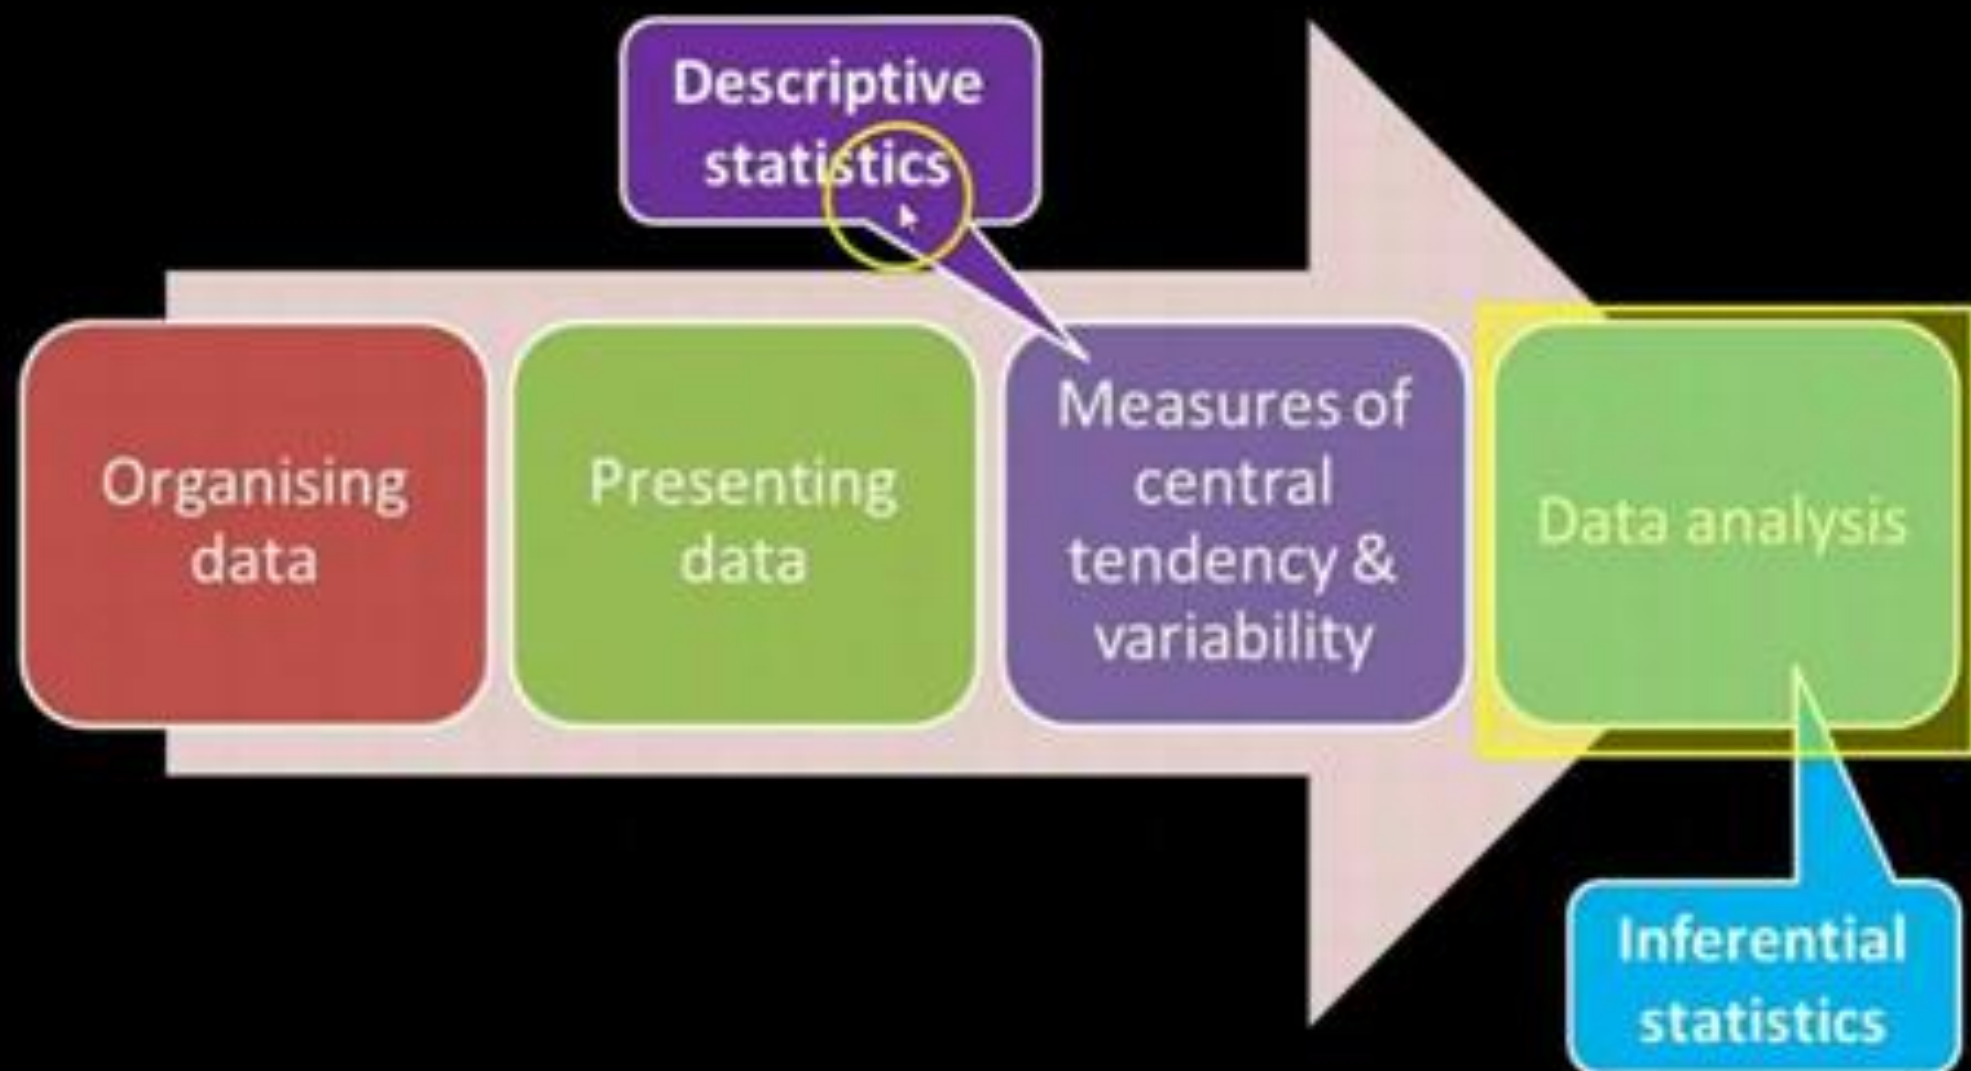 Descriptive
statistics
Organising
data
Presenting
data
Measures of
central
tendency &
variability
Data analysis
Inferential
statistics